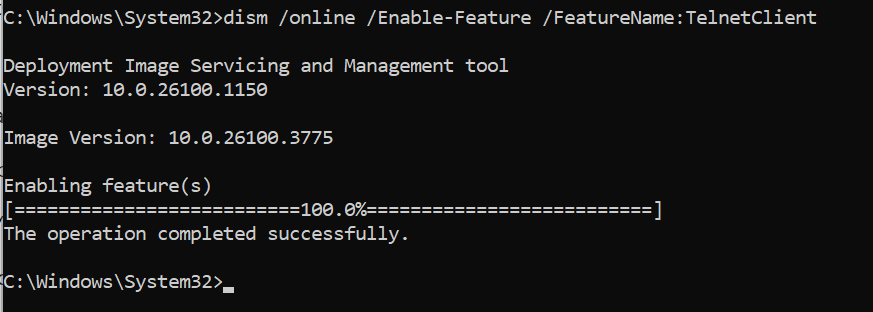 C:\Windows\System32>dism /online /Enable-Feature /FeatureName:TelnetClient
Deployment Image Servicing and Management tool
Version: 10.0.26100.1150
Image Version: 10.0.26100.3775
Enabling feature(s)
[==========================100.0%==========================]
The operation completed successfully.
C:\Windows\System32>